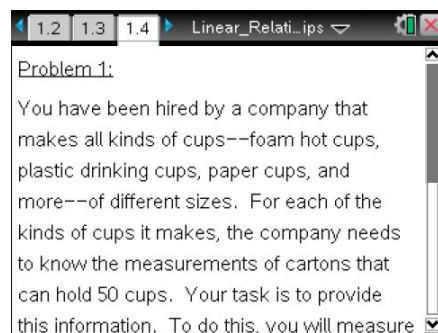 1.2 1.3 1.4 Linear_Relati...ips
Problem 1:
You have been hired by a company that
makes all kinds of cups--foam hot cups,
plastic drinking cups, paper cups, and
more--of different sizes. For each of the
kinds of cups it makes, the company needs
to know the measurements of cartons that
can hold 50 cups. Your task is to provide
this information. To do this, you will measure